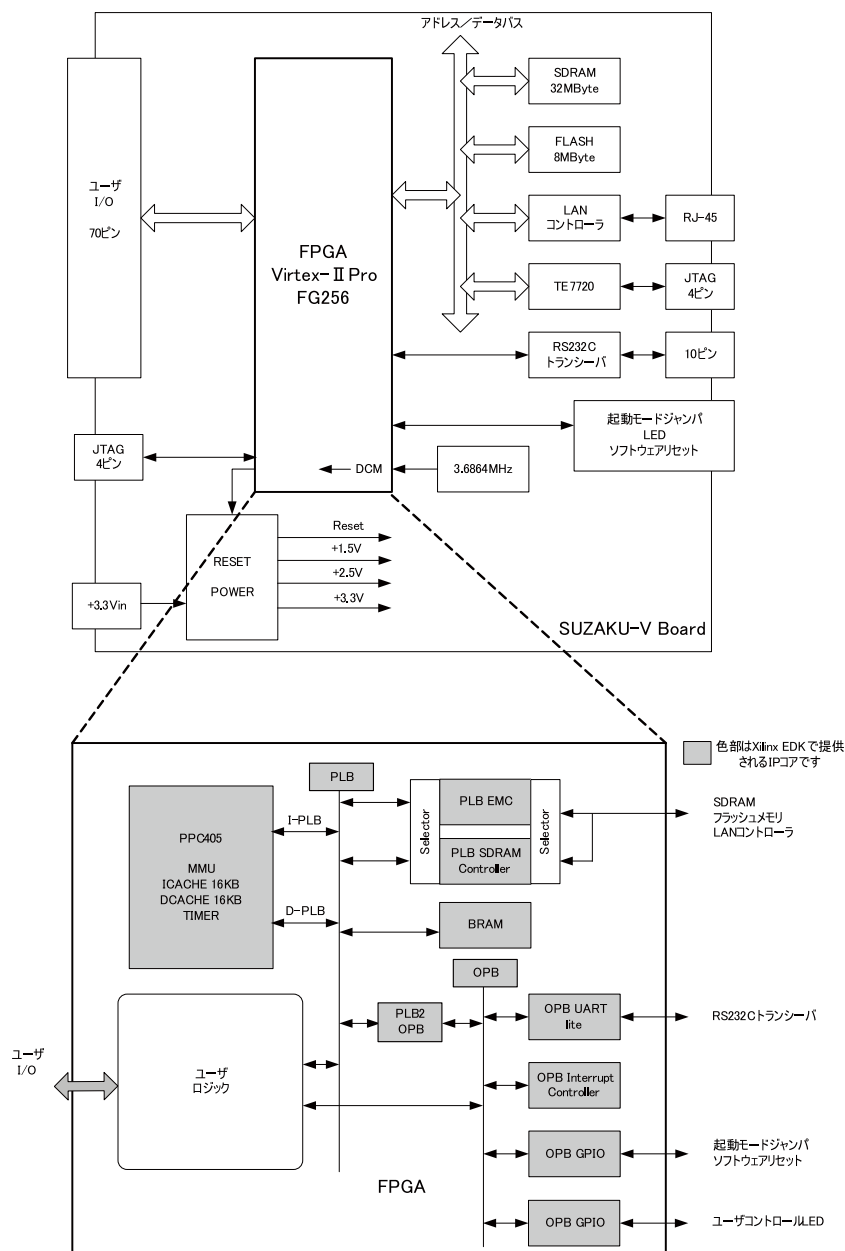 アドレス／データバス
SDRAM
32MByte
FLASH
8MByte
ユーザ
I/O
70ピン
LAN
コントローラ
RJ-45
FPGA
Virtex-Ⅱ Pro
FG256
TE7720
JTAG
4ピン
RS232C
トランシーバ
10ピン
起動モードジャンパ
LED
ソフトウェアリセット
JTAG
4ピン
DCM
3.6864MHz
RESET
POWER
Reset
+1.5V
+2.5V
+3.3V
+3.3Vin
SUZAKU-V Board
色部はXilinx EDKで提供
されるIPコアです
PLB
PPC405
MMU
ICACHE 16KB
DCACHE 16KB
TIMER
I-PLB
D-PLB
Selector
PLB EMC
PLB SDRAM
Controller
Selector
SDRAM
フラッシュメモリ
LANコントローラ
BRAM
OPB
PLB2
OPB
OPB UART
lite
RS232Cトランシーバ
ユーザ
I/O
ユーザ
ロジック
OPB Interrupt
Controller
OPB GPIO
起動モードジャンパ
ソフトウェアリセット
FPGA
OPB GPIO
ユーザコントロールLED